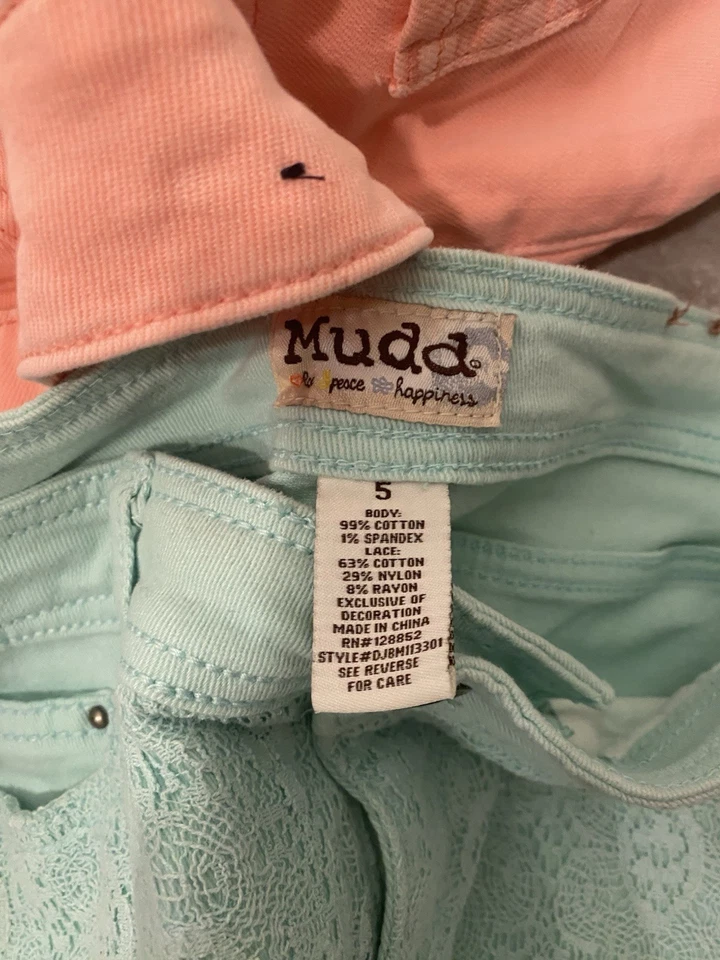 Mudd
peace happiness
5
BODY:
99% COTTON
1% SPANDEX
LACE:
63% COTTON
29% NYLON
8% RAYON
EXCLUSIVE OF
DECORATION
MADE IN CHINA
RN#128852
STYLE#DJBM113301
SEE REVERSE
FOR CARE